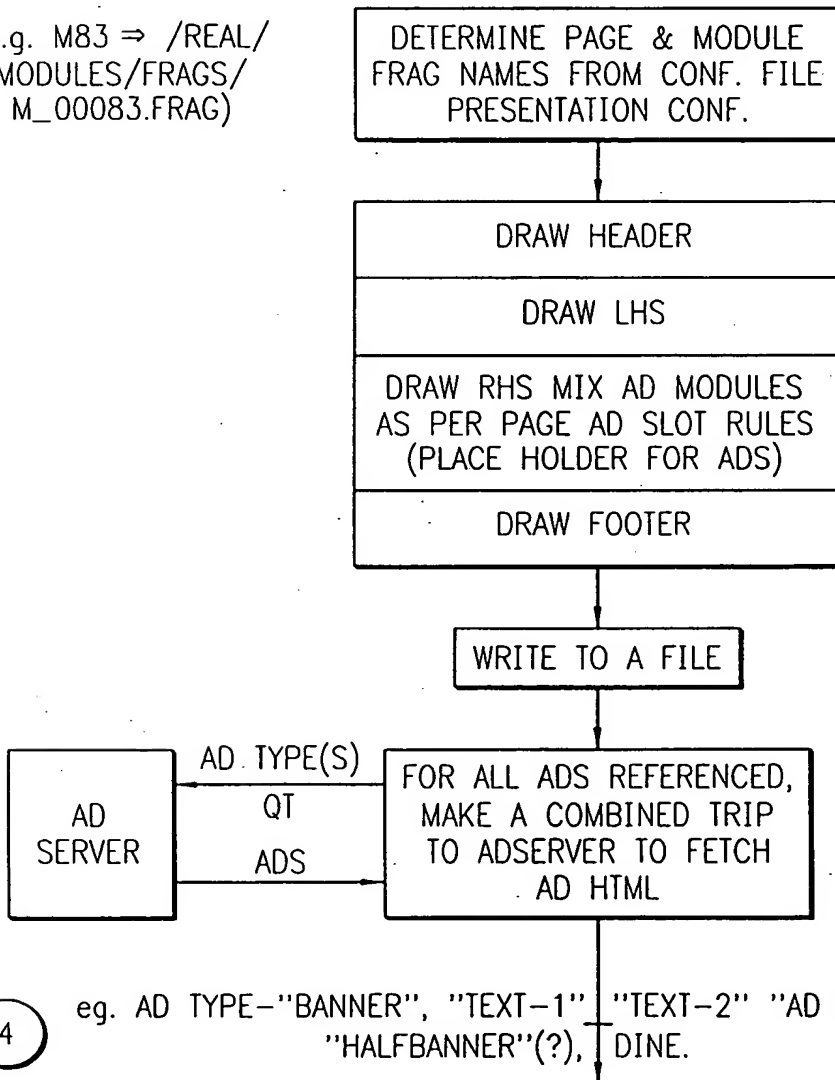 .g. M83 ⇒ /REAL/
MODULES/FRAGS/
M_00083.FRAG)
DETERMINE PAGE & MODULE
FRAG NAMES FROM CONF. FILE
PRESENTATION CONF.
DRAW HEADER
DRAW LHS
DRAW RHS MIX AD MODULES
AS PER PAGE AD SLOT RULES
(PLACE HOLDER FOR ADS)
DRAW FOOTER
WRITE TO A FILE
AD TYPE(S)
QT
ADS
AD
SERVER
FOR ALL ADS REFERENCED,
MAKE A COMBINED TRIP
TO ADSERVER TO FETCH
AD HTML
4
eg. AD TYPE-"BANNER", "TEXT-1" "TEXT-2" "AD
"HALFBANNER"(?), DINE.